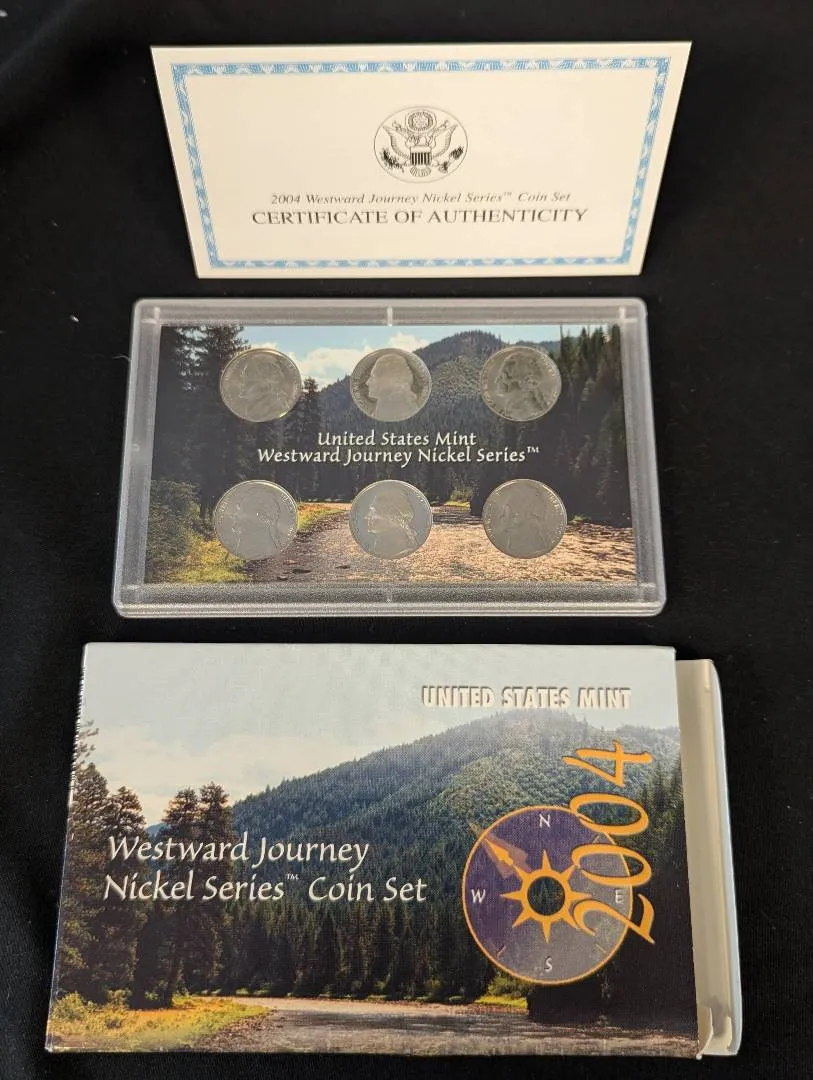 2004 Westward Journey Nickel Series™ Coin Set
CERTIFICATE OF AUTHENTICITY
United States Mint
Westward Journey Nickel Series™
UNITED STATES MINT
2004
Westward Journey
Nickel Series™ Coin Set
N
W E
S